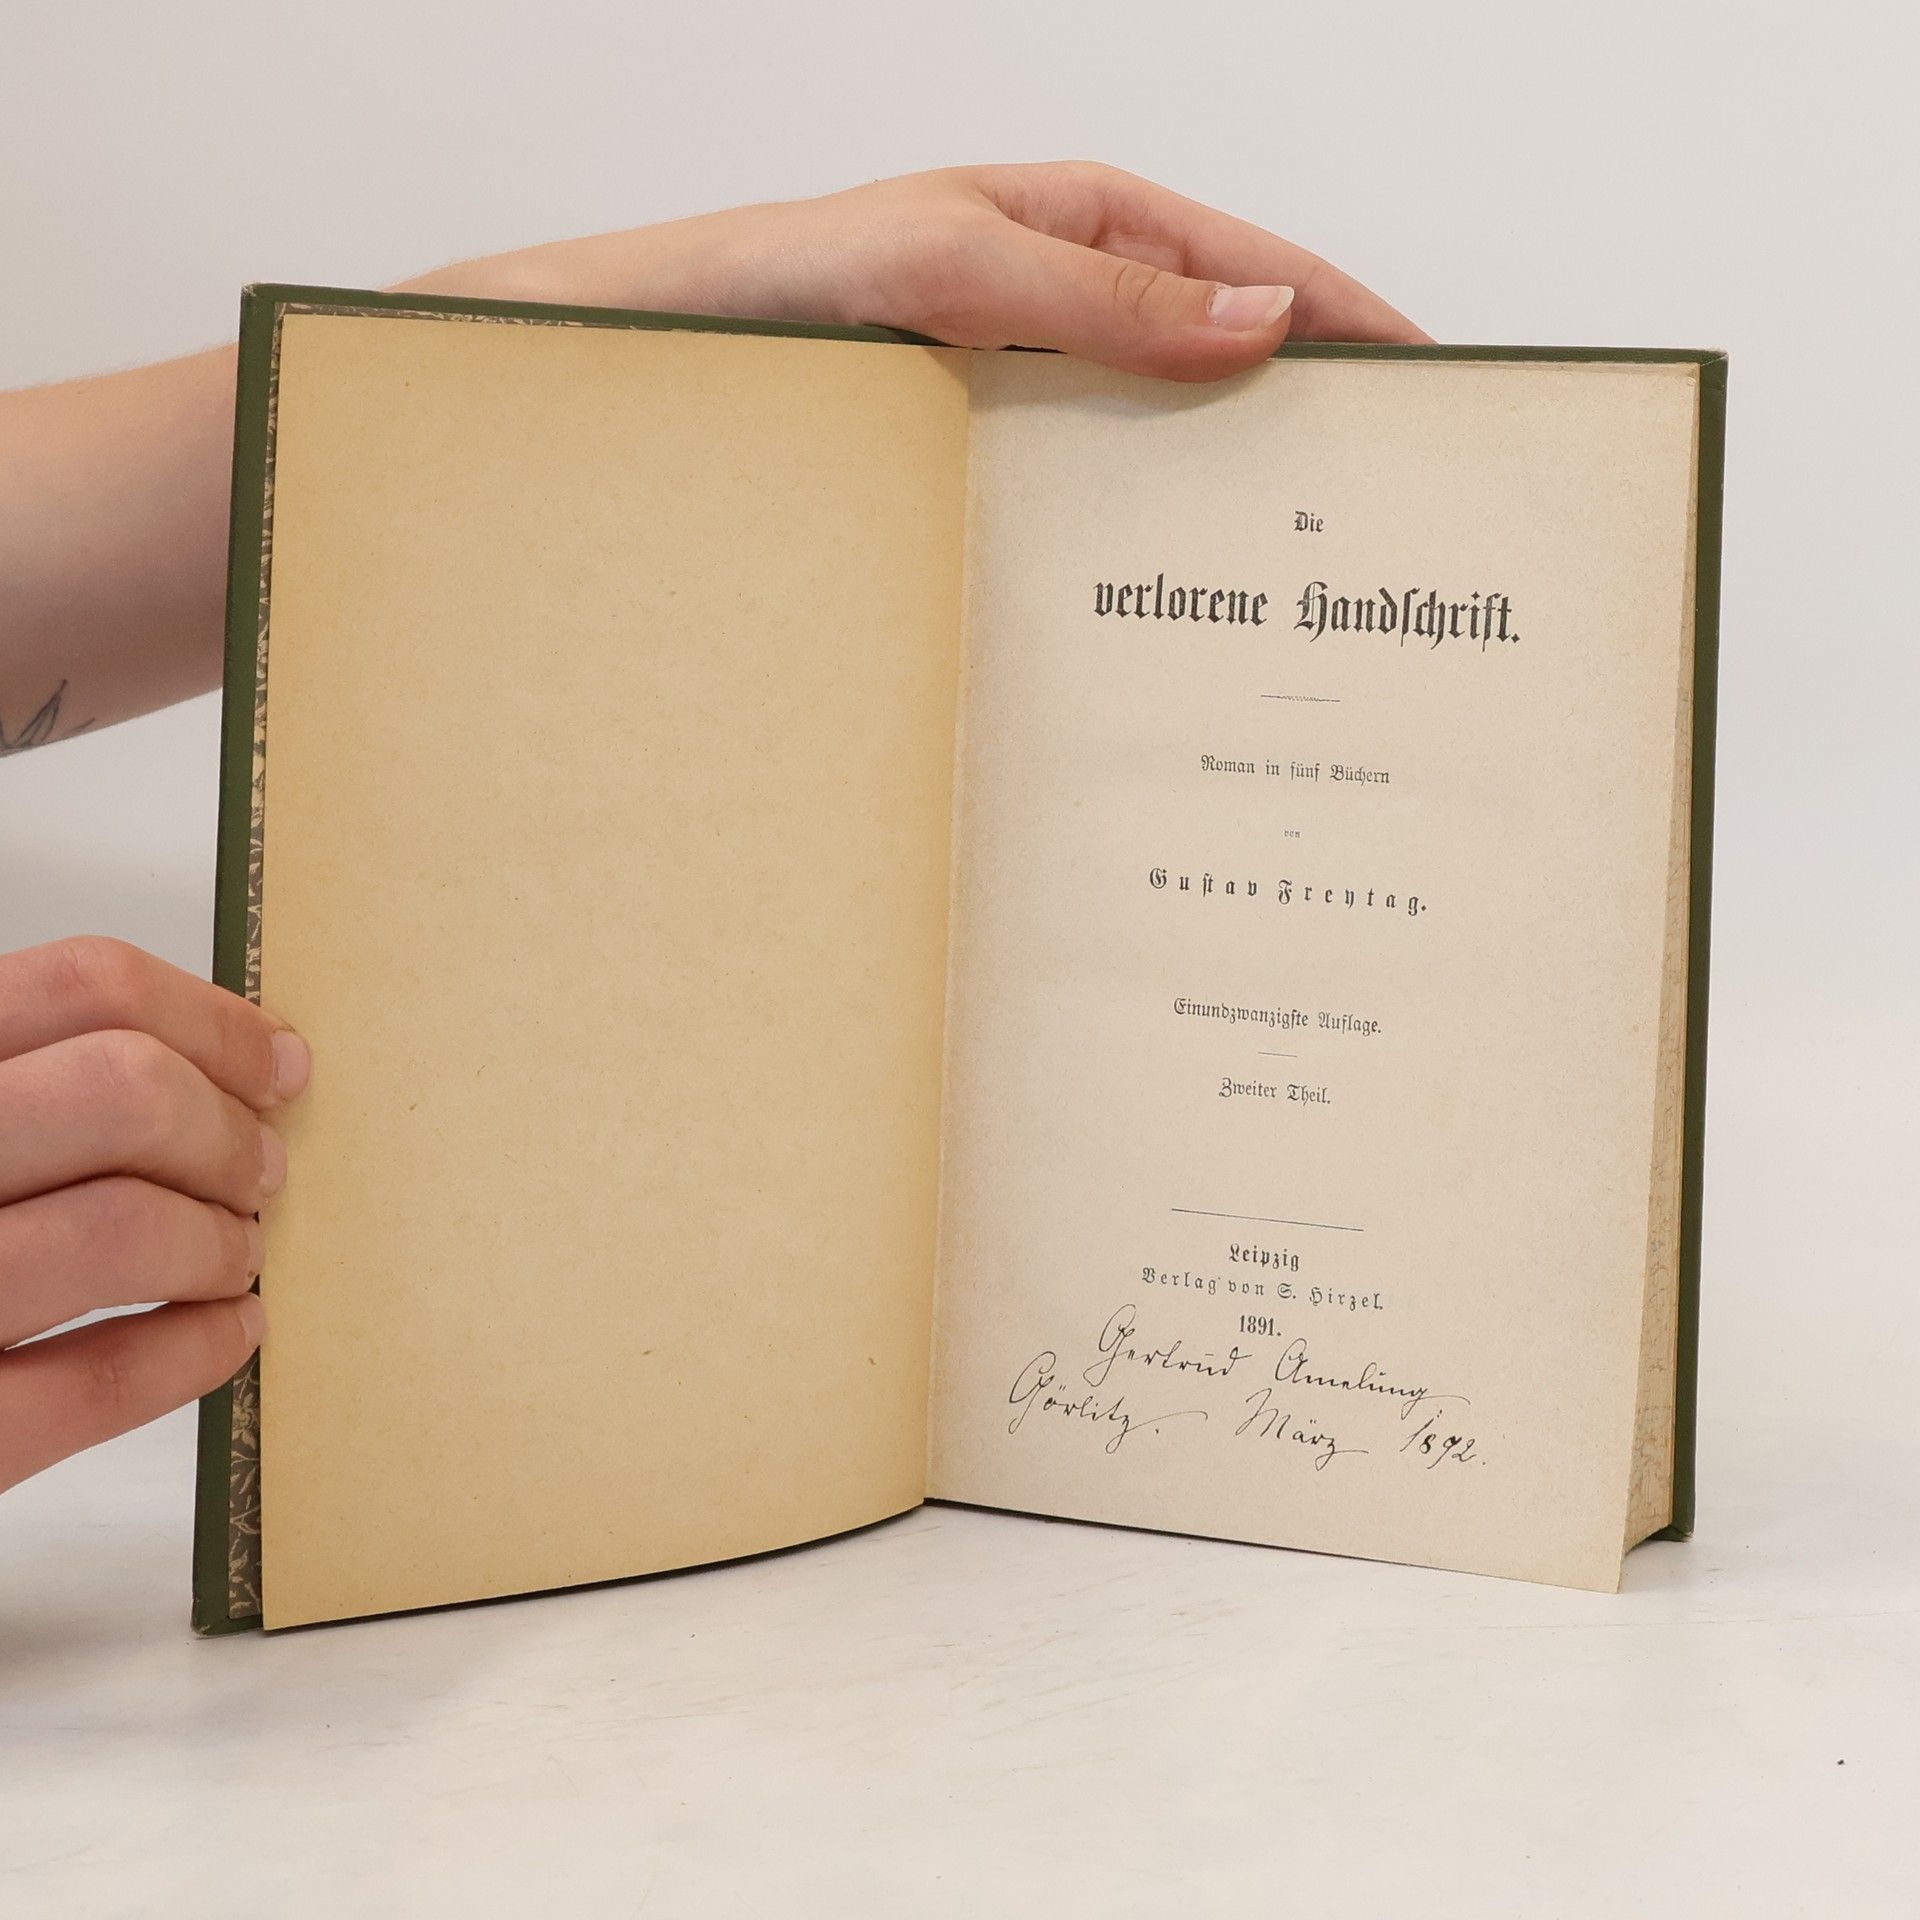 Die
verlorene Handſchrift.
Roman in fünf Büchern
von
Guſtav Freytag.
Einundzwanzigſte Auflage.
Zweiter Theil.
Leipzig
Verlag von S. Hirzel.
1891.
Gertrud Amelung
Görlitz. März 1892.